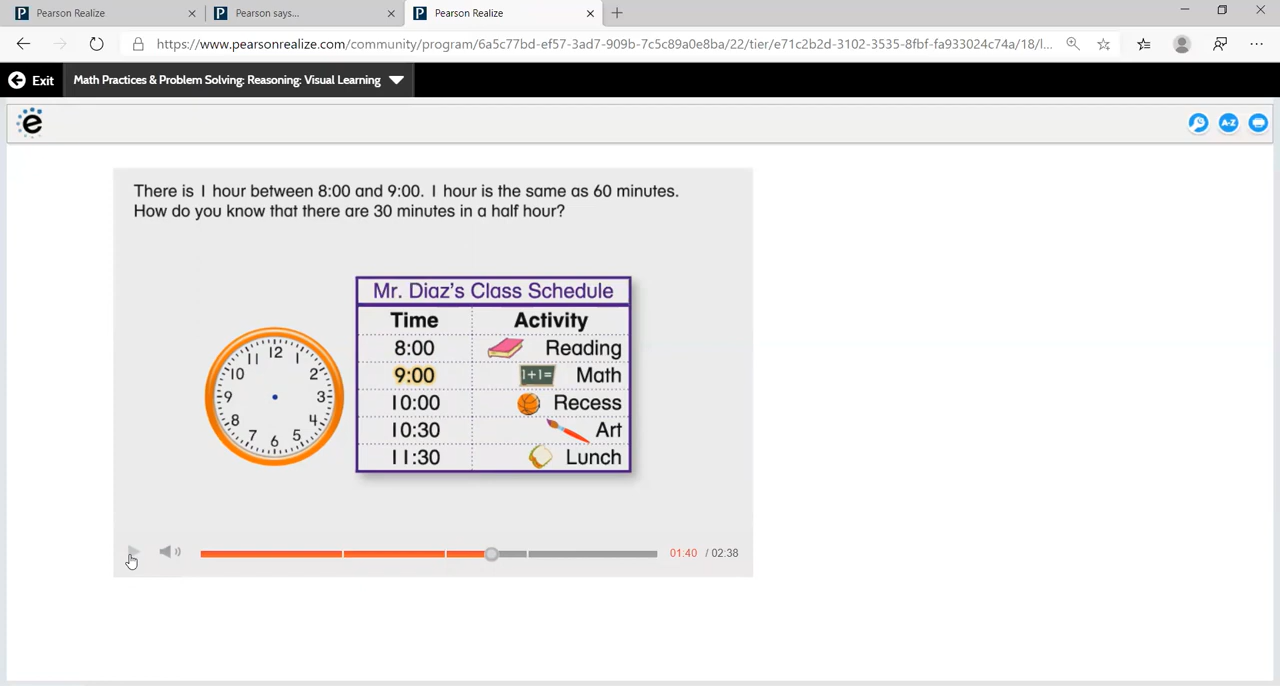 Pearson Realize
Pearson says...
Pearson Realize
https://www.pearsonrealize.com/community/program/6a5c77bd-ef57-3ad7-909b-7c5c89a0e8ba/22/tier/e71c2b2d-3102-3535-8fbf-fa933024c74a/18/l...
Exit
Math Practices & Problem Solving: Reasoning: Visual Learning
e
A-Z
There is 1 hour between 8:00 and 9:00. 1 hour is the same as 60 minutes.
How do you know that there are 30 minutes in a half hour?
12
1
2
3
4
5
6
7
8
9
10
11
Mr. Diaz's Class Schedule
Time Activity
8:00 Reading
9:00 1+1= Math
10:00 Recess
10:30 Art
11:30 Lunch
01:40 / 02:38